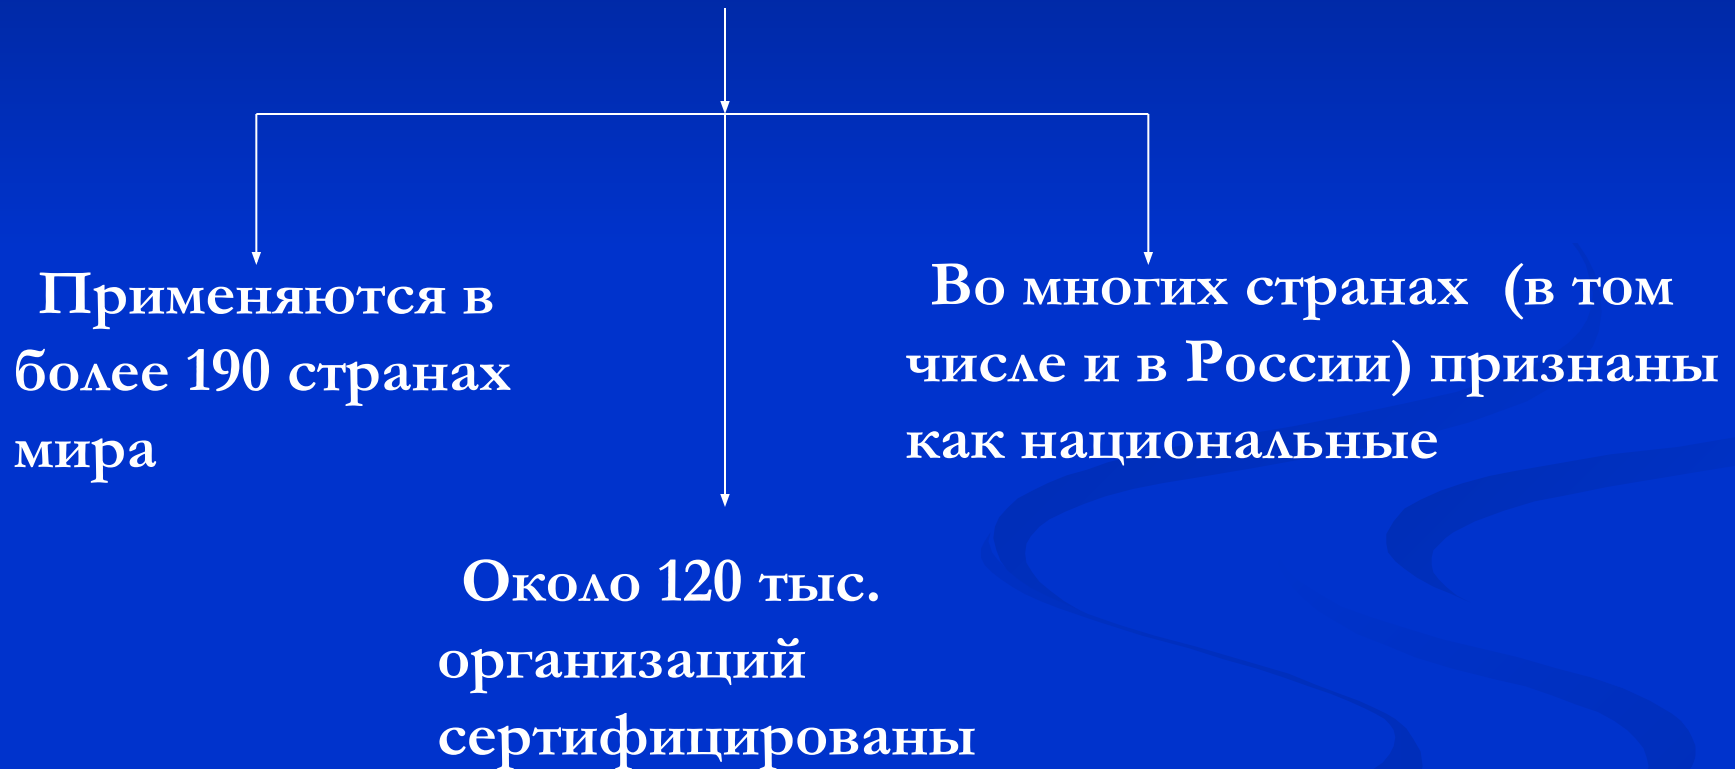 Применяются в
более 190 странах
мира
Во многих странах (в том
числе и в России) признаны
как национальные
Около 120 тыс.
организаций
сертифицированы